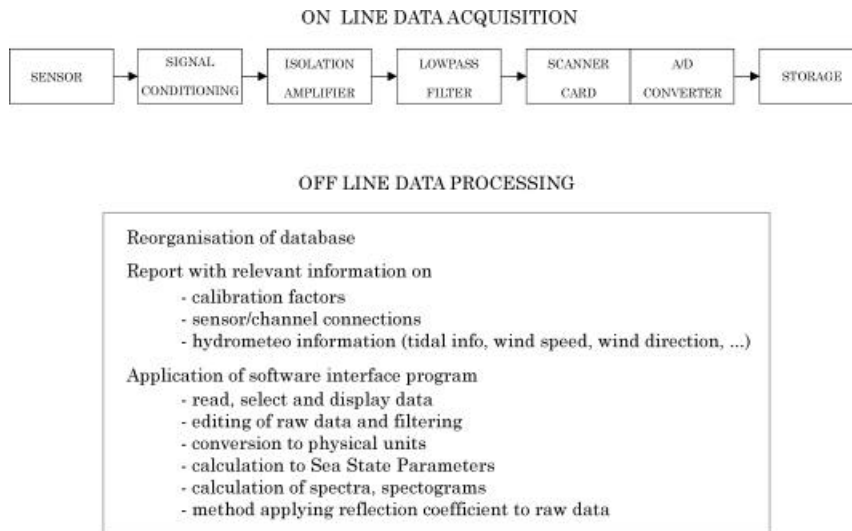 ON LINE DATA ACQUISITION
SENSOR
SIGNAL
CONDITIONING
ISOLATION
AMPLIFIER
LOWPASS
FILTER
SCANNER
CARD
A/D
CONVERTER
STORAGE
OFF LINE DATA PROCESSING
Reorganisation of database
Report with relevant information on
- calibration factors
- sensor/channel connections
- hydrometeo information (tidal info, wind speed, wind direction, ...)
Application of software interface program
- read, select and display data
- editing of raw data and filtering
- conversion to physical units
- calculation to Sea State Parameters
- calculation of spectra, spectograms
- method applying reflection coefficient to raw data